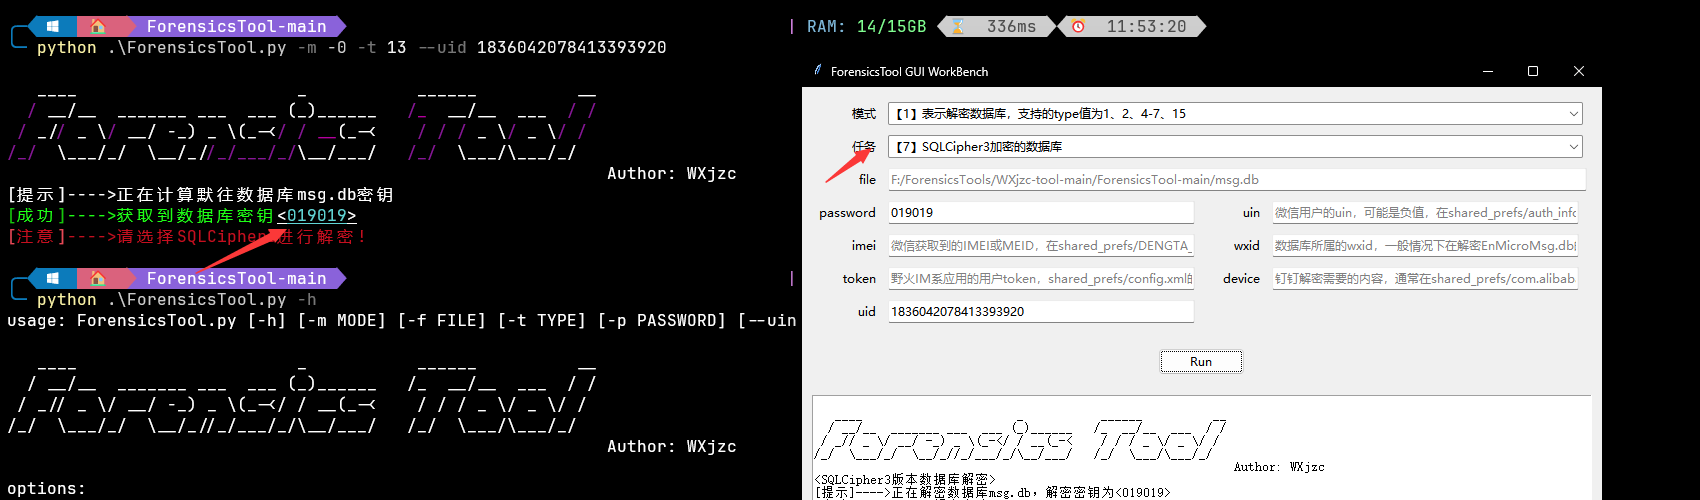 ForensicsTool-main
RAM: 14/15GB 336ms 11:53:20
python .\ForensicsTool.py -m -0 -t 13 --uid 1836042078413393920
Forensics Tool
Author: WXjzc
[提示]---->正在计算默往数据库msg.db密钥
[成功]---->获取到数据库密钥<019019>
[注意]---->请选择SQLCipher 进行解密!
ForensicsTool-main
python .\ForensicsTool.py -h
usage: ForensicsTool.py [-h] [-m MODE] [-f FILE] [-t TYPE] [-p PASSWORD] [--uin
Forensics Tool
Author: WXjzc
options:
ForensicsTool GUI WorkBench
模式 【1】表示解密数据库，支持的type值为1、2、4-7、15
任务 【7】SQLCipher3加密的数据库
file F:/ForensicsTools/WXjzc-tool-main/ForensicsTool-main/msg.db
password 019019
uin 微信用户的uin，可能是负值，在shared_prefs/auth_info
imei 微信获取到的IMEI或MEID，在shared_prefs/DENGTA_
wxid 数据库所属的wxid，一般情况下在解密EnMicroMsg.db
token 野火IM系应用的用户token，shared_prefs/config.xml
device 钉钉解密需要的内容，通常在shared_prefs/com.alibab
uid 1836042078413393920
Run
Forensics Tool
Author: WXjzc
<SQLCipher3版本数据库解密>
[提示]---->正在解密数据库msg.db，解密密钥为<019019>